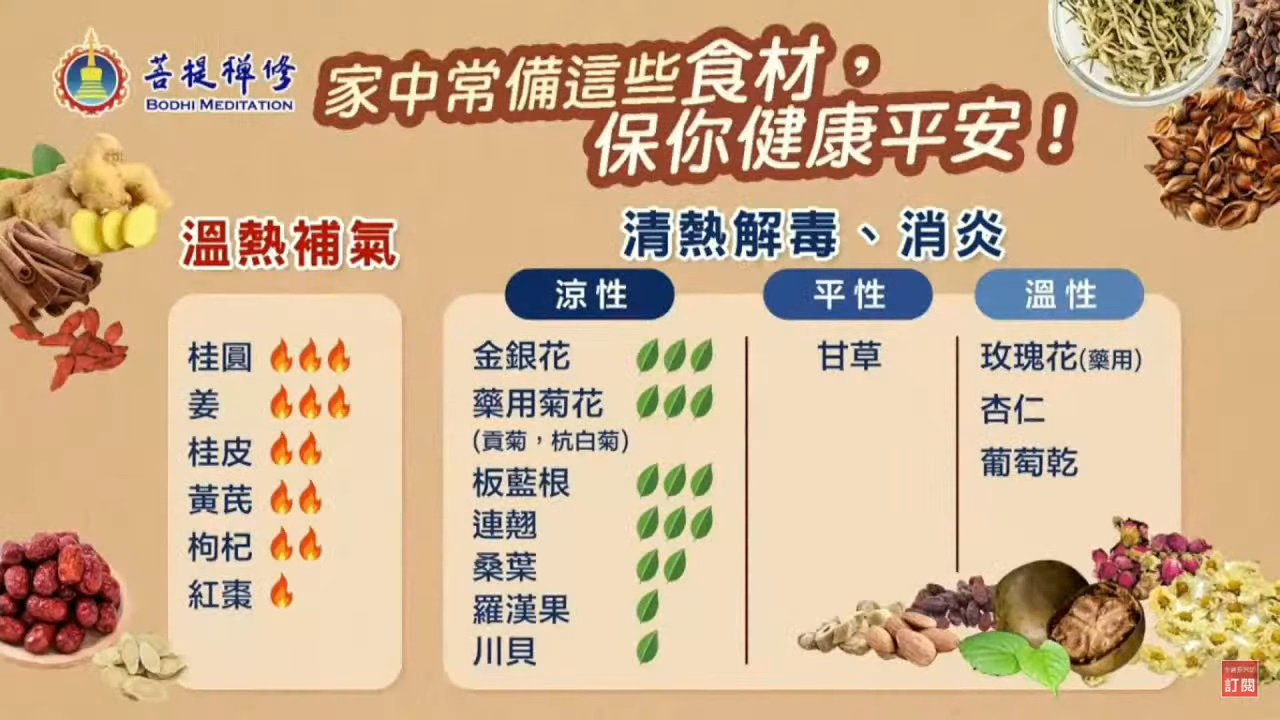 菩提禪修
BODHI MEDITATION
家中常備這些食材，
保你健康平安！
溫熱補氣
桂圓
姜
桂皮
黃芪
枸杞
紅棗
清熱解毒、消炎
涼性
金銀花
藥用菊花
(貢菊，杭白菊)
板藍根
連翹
桑葉
羅漢果
川貝
平性
甘草
溫性
玫瑰花(藥用)
杏仁
葡萄乾
訂閱